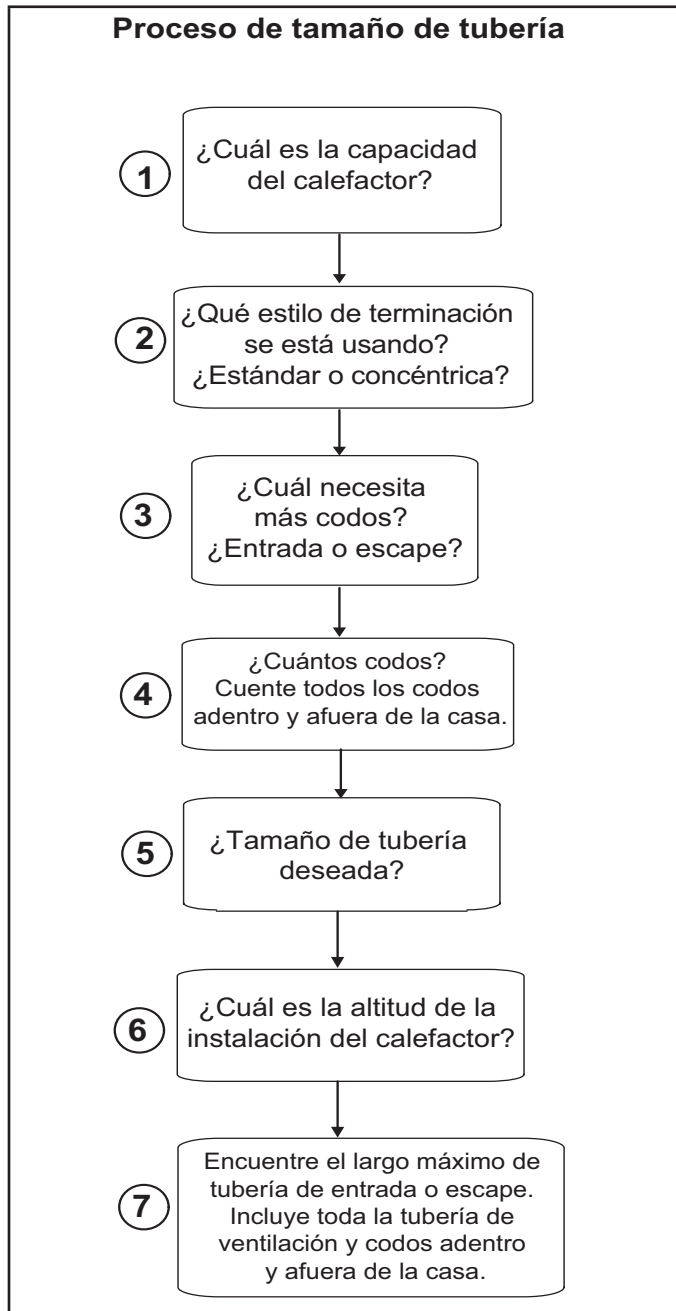 Proceso de tamaño de tubería
1
¿Cuál es la capacidad
del calefactor?
2
¿Qué estilo de terminación
se está usando?
¿Estándar o concéntrica?
3
¿Cuál necesita
más codos?
¿Entrada o escape?
4
¿Cuántos codos?
Cuente todos los codos
adentro y afuera de la casa.
5
¿Tamaño de tubería
deseada?
6
¿Cuál es la altitud de la
instalación del calefactor?
7
Encuentre el largo máximo de
tubería de entrada o escape.
Incluye toda la tubería de
ventilación y codos adentro
y afuera de la casa.